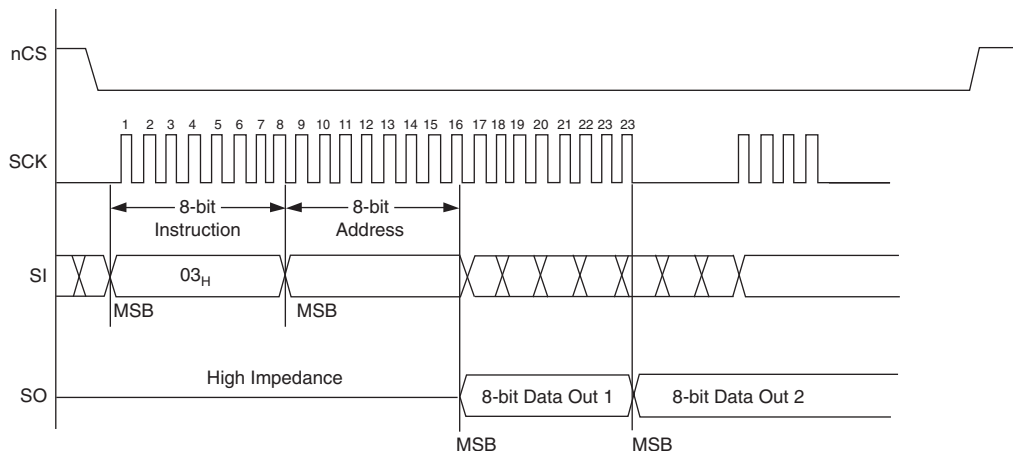 nCS
1 2 3 4 5 6 7 8 9 10 11 12 13 14 15 16 17 18 19 20 21 22 23 23
SCK
8-bit Instruction
8-bit Address
SI
03H
MSB
MSB
High Impedance
SO
8-bit Data Out 1
8-bit Data Out 2
MSB
MSB